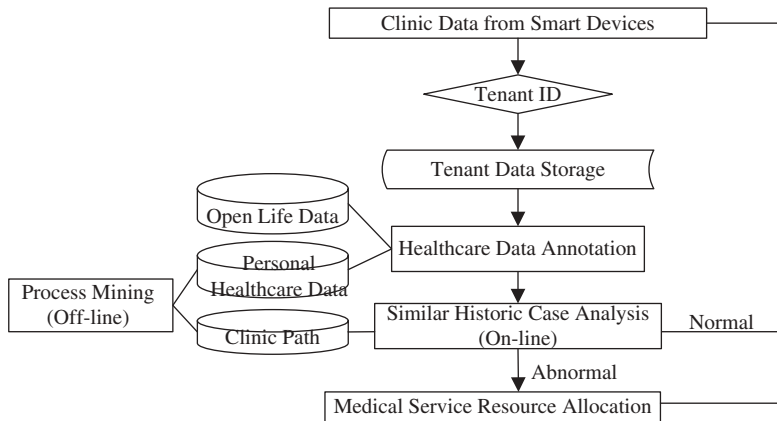 Clinic Data from Smart Devices
Tenant ID
Tenant Data Storage
Open Life Data
Healthcare Data Annotation
Personal
Healthcare Data
Process Mining
(Off-line)
Clinic Path
Similar Historic Case Analysis
(On-line)
Normal
Abnormal
Medical Service Resource Allocation